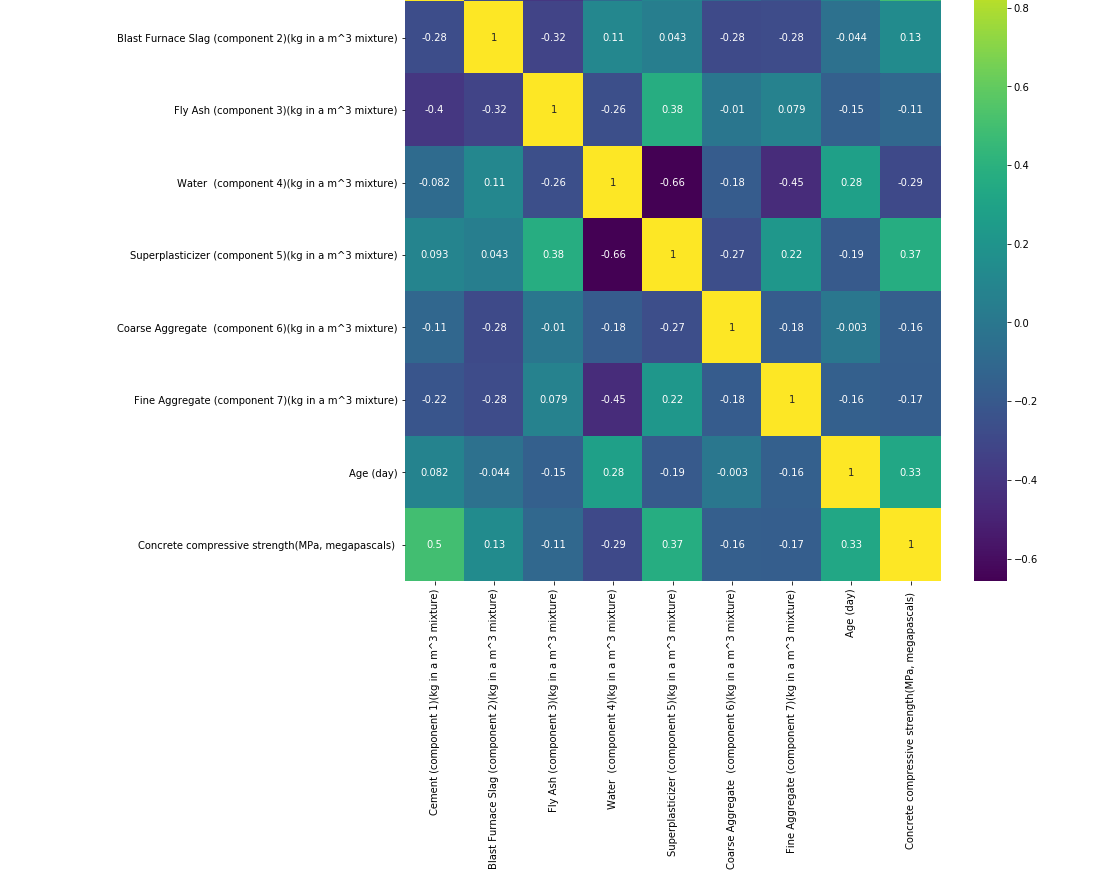 Blast Furnace Slag (component 2)(kg in a m^3 mixture) -0.28 1 -0.32 0.11 0.043 -0.28 -0.28 -0.044 0.13
Fly Ash (component 3)(kg in a m^3 mixture) -0.4 -0.32 1 -0.26 0.38 -0.01 0.079 -0.15 -0.11
Water  (component 4)(kg in a m^3 mixture) -0.082 0.11 -0.26 1 -0.66 -0.18 -0.45 0.28 -0.29
Superplasticizer (component 5)(kg in a m^3 mixture) 0.093 0.043 0.38 -0.66 1 -0.27 0.22 -0.19 0.37
Coarse Aggregate  (component 6)(kg in a m^3 mixture) -0.11 -0.28 -0.01 -0.18 -0.27 1 -0.18 -0.003 -0.16
Fine Aggregate (component 7)(kg in a m^3 mixture) -0.22 -0.28 0.079 -0.45 0.22 -0.18 1 -0.16 -0.17
Age (day) 0.082 -0.044 -0.15 0.28 -0.19 -0.003 -0.16 1 0.33
Concrete compressive strength(MPa, megapascals) 0.5 0.13 -0.11 -0.29 0.37 -0.16 -0.17 0.33 1
Cement (component 1)(kg in a m^3 mixture)
Blast Furnace Slag (component 2)(kg in a m^3 mixture)
Fly Ash (component 3)(kg in a m^3 mixture)
Water  (component 4)(kg in a m^3 mixture)
Superplasticizer (component 5)(kg in a m^3 mixture)
Coarse Aggregate  (component 6)(kg in a m^3 mixture)
Fine Aggregate (component 7)(kg in a m^3 mixture)
Age (day)
Concrete compressive strength(MPa, megapascals)
0.8
0.6
0.4
0.2
0.0
−0.2
−0.4
−0.6